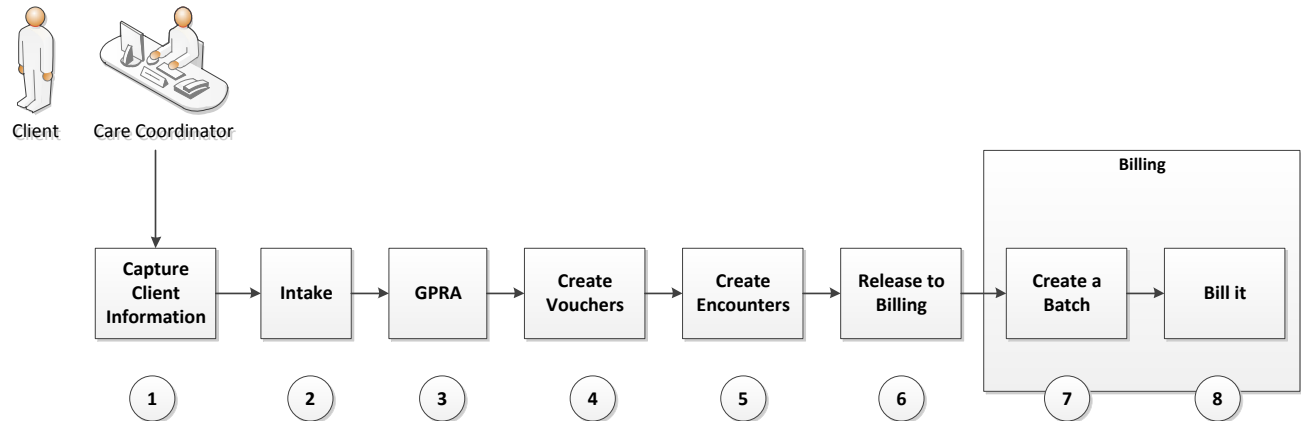 Client
Care Coordinator
Billing
Capture
Client
Information
Intake
GPRA
Create
Vouchers
Create
Encounters
Release to
Billing
Create a
Batch
Bill it
1
2
3
4
5
6
7
8